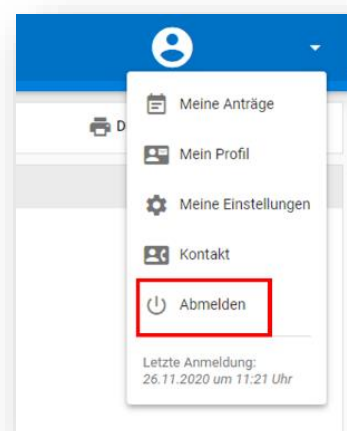 Meine Anträge
D
Mein Profil
Meine Einstellungen
Kontakt
Abmelden
Letzte Anmeldung:
26.11.2020 um 11:21 Uhr